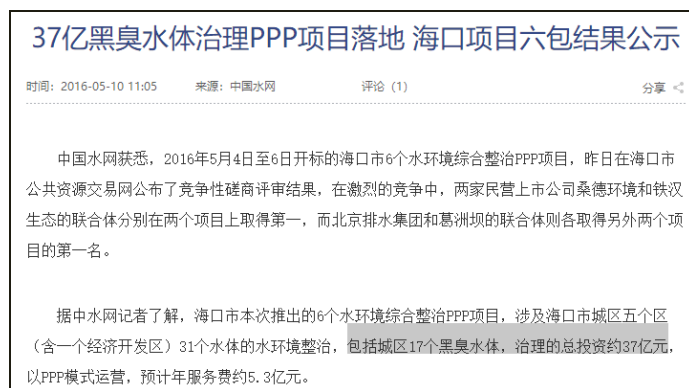 37亿黑臭水体治理PPP项目落地 海口项目六包结果公示
时间：2016-05-10 11:05 来源：中国水网 评论（1） 分享
中国水网获悉，2016年5月4日至6日开标的海口市6个水环境综合整治PPP项目，昨日在海口市
公共资源交易网公布了竞争性磋商评审结果，在激烈的竞争中，两家民营上市公司桑德环境和铁汉
生态的联合体分别在两个项目上取得第一，而北京排水集团和葛洲坝的联合体则各取得另外两个项
目的第一名。
据中水网记者了解，海口市本次推出的6个水环境综合整治PPP项目，涉及海口市城区五个区
（含一个经济开发区）31个水体的水环境整治，包括城区17个黑臭水体，治理的总投资约37亿元，
以PPP模式运营，预计年服务费约5.3亿元。